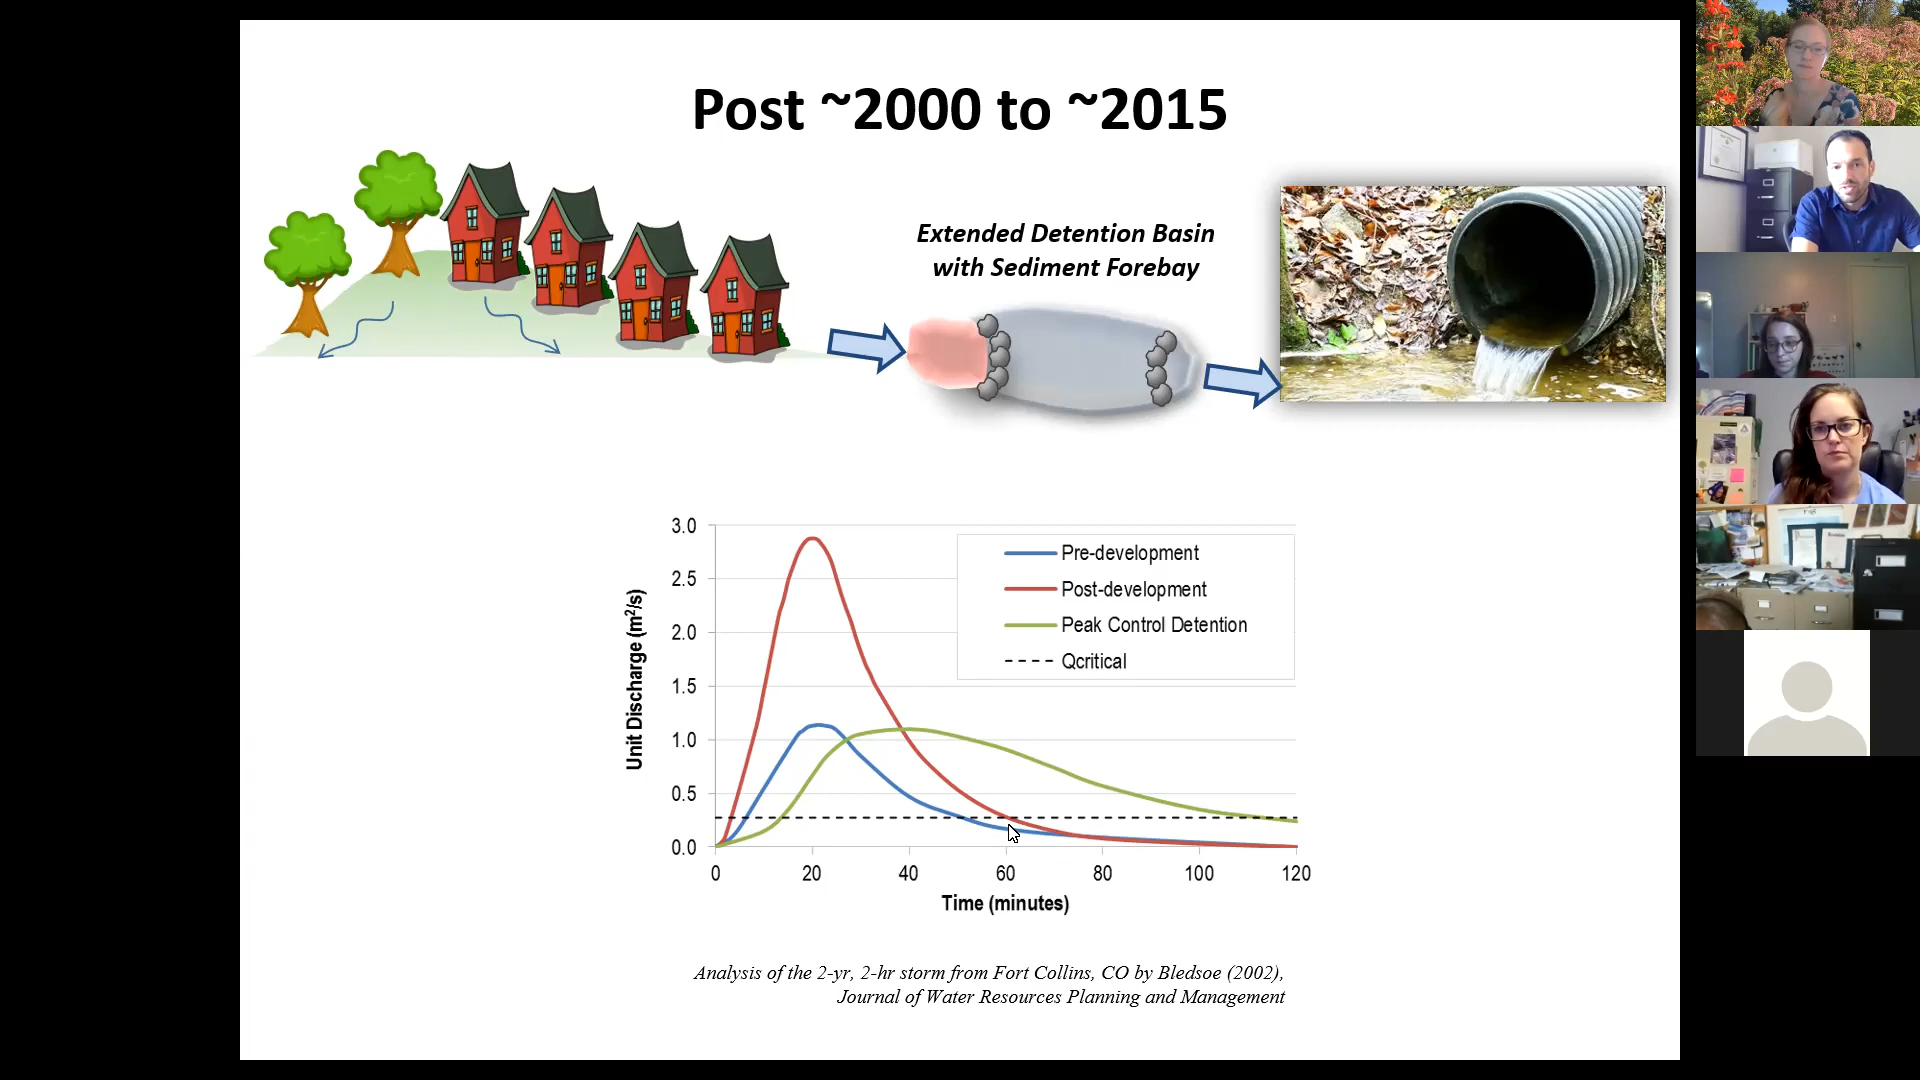 Post ~2000 to ~2015
Extended Detention Basin
with Sediment Forebay
3.0
2.5
2.0
1.5
1.0
0.5
0.0
Unit Discharge (m²/s)
Pre-development
Post-development
Peak Control Detention
Qcritical
0 20 40 60 80 100 120
Time (minutes)
Analysis of the 2-yr, 2-hr storm from Fort Collins, CO by Bledsoe (2002),
Journal of Water Resources Planning and Management